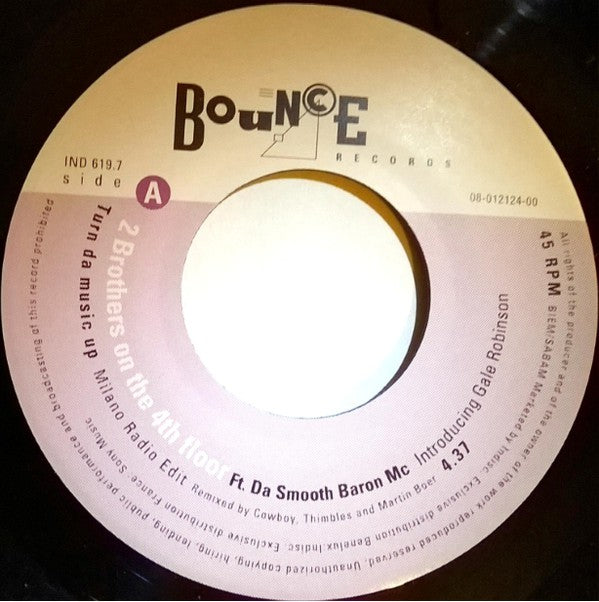 BOUNCE
RECORDS
IND 619.7
side A
08-012124-00
45 RPM
BIEM/SABAM Marketed by Indisc. Exclusive distribution Benelux Indisc. Exclusive distribution France: Sony Music
2 Brothers on the 4th floor Ft. Da Smooth Baron Mc Introducing Gale Robinson
Turn da music up Milano Radio Edit Remixed by Cowboy, Thimbles and Martin Boer 4.37
All rights of the producer and of the owner of the work reproduced reserved. Unauthorized copying, hiring, lending, public performance and broadcasting of this record prohibited